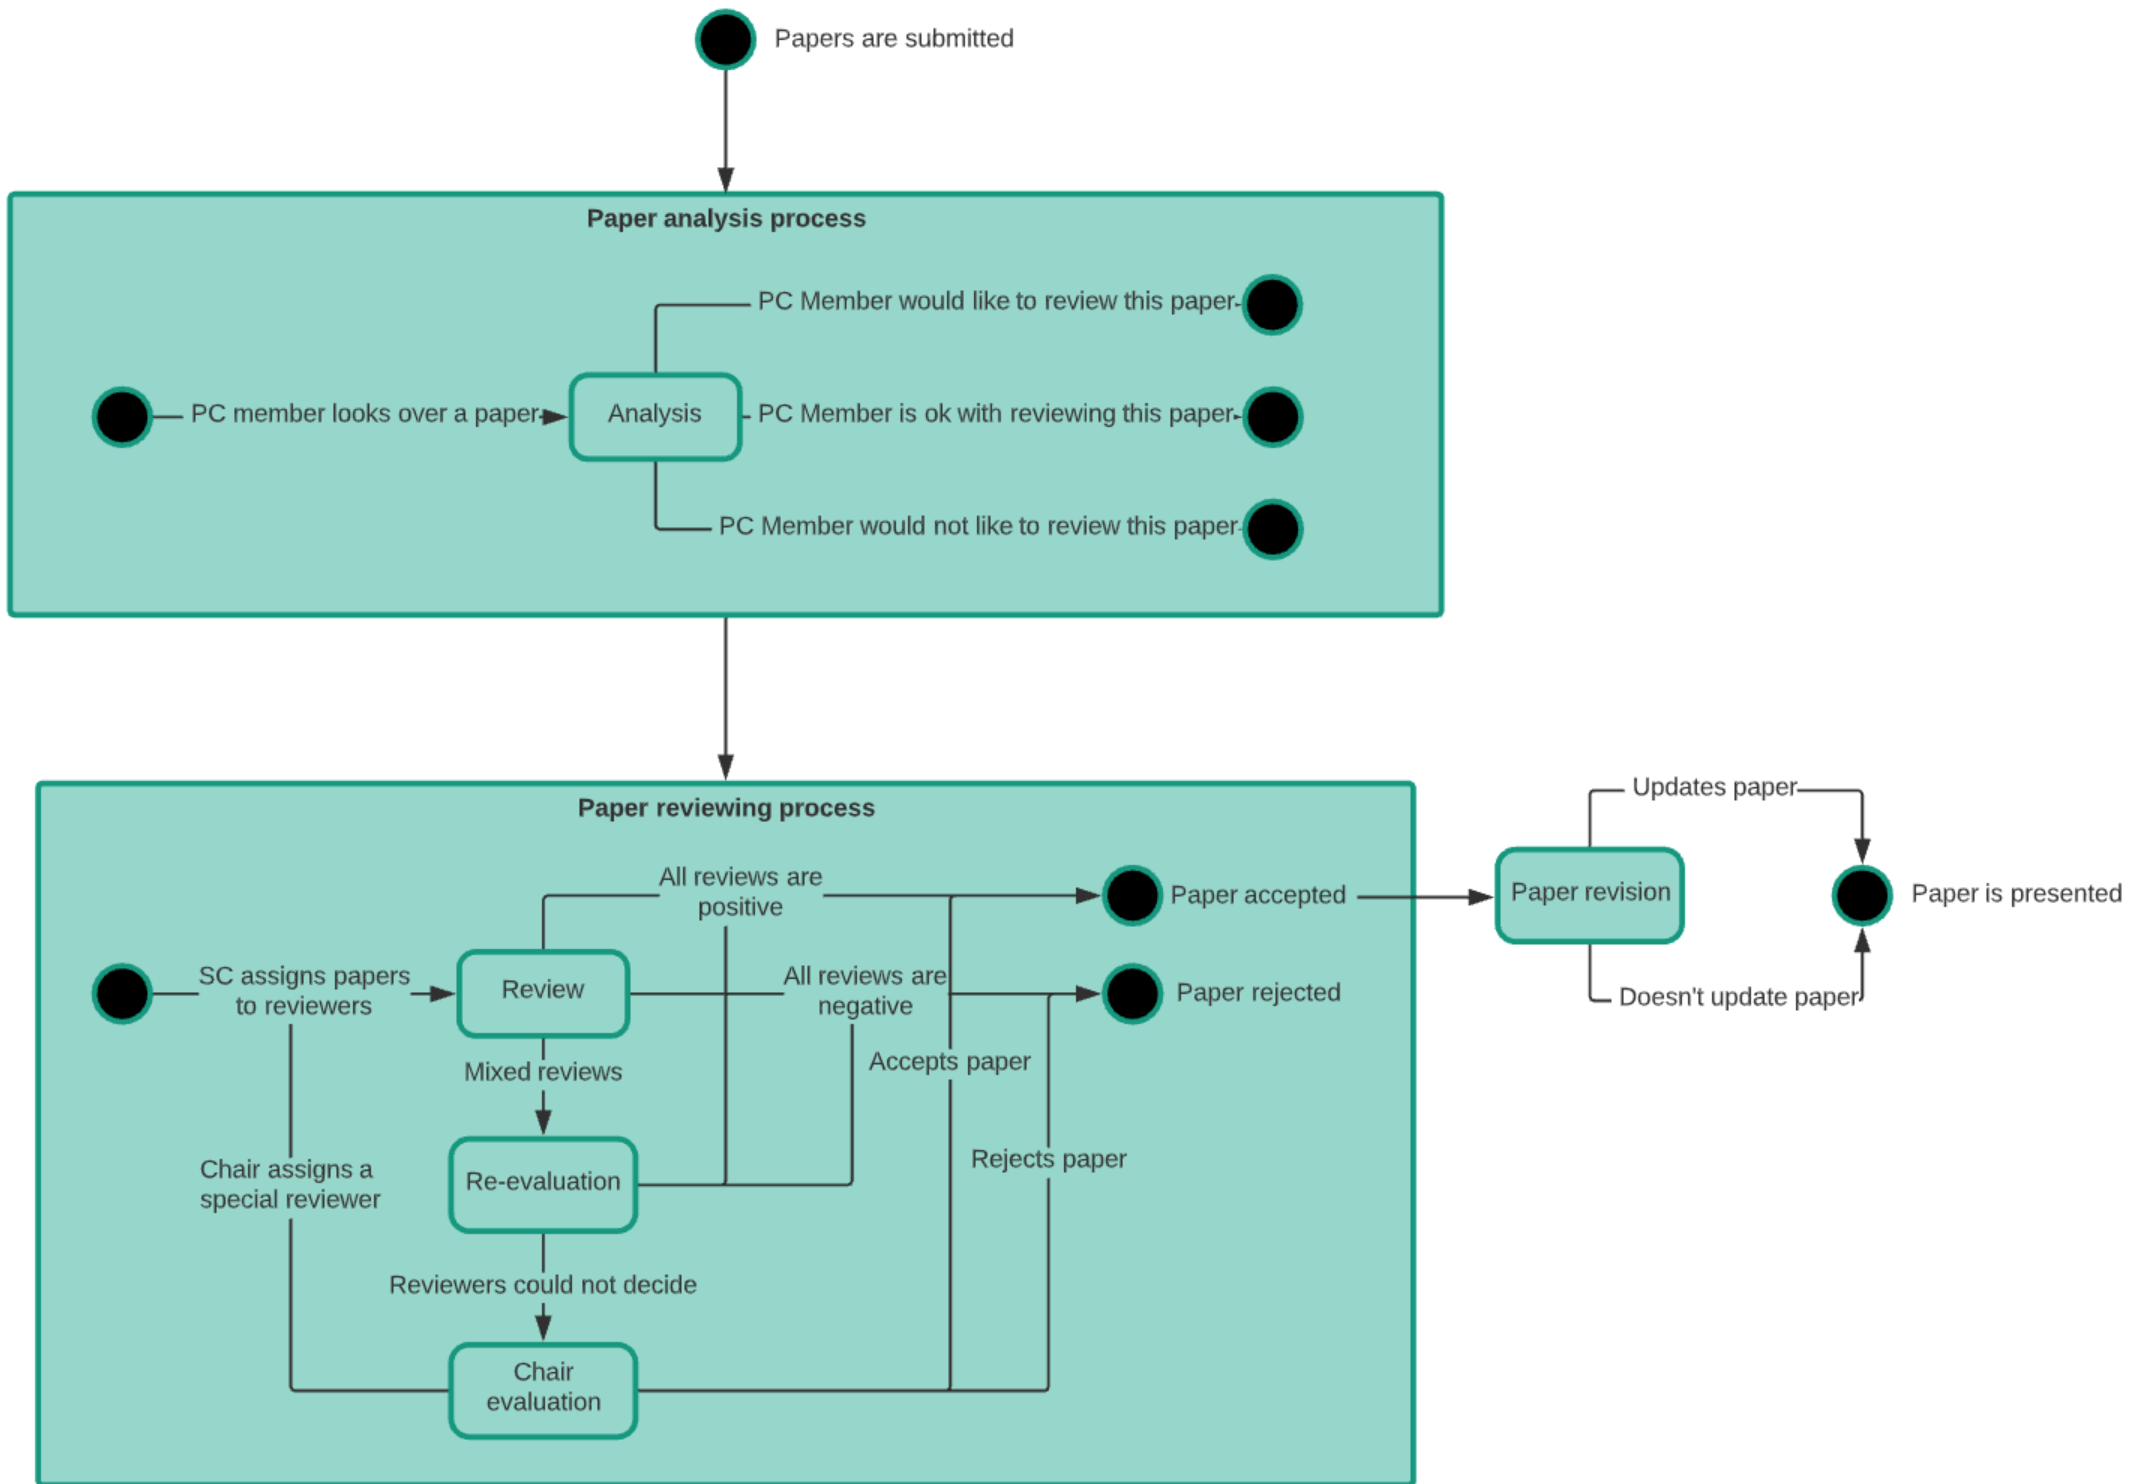 Papers are submitted
Paper analysis process
PC Member would like to review this paper
PC member looks over a paper
Analysis
PC Member is ok with reviewing this paper
PC Member would not like to review this paper
Paper reviewing process
Updates paper
All reviews are
positive
Paper accepted
Paper revision
Paper is presented
SC assigns papers
to reviewers
Review
All reviews are
negative
Paper rejected
Doesn't update paper
Mixed reviews
Accepts paper
Chair assigns a
special reviewer
Re-evaluation
Rejects paper
Reviewers could not decide
Chair
evaluation